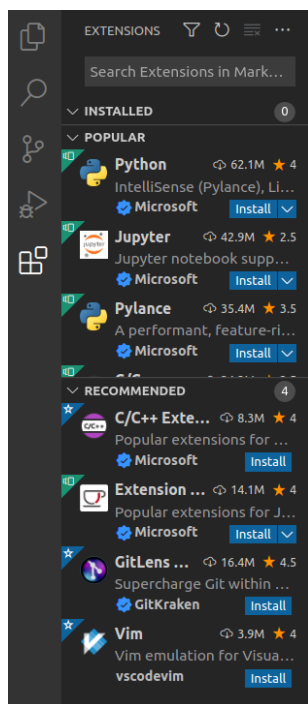 EXTENSIONS
Search Extensions in Mark...
INSTALLED 0
POPULAR
Python 62.1M 4
IntelliSense (Pylance), Li...
Microsoft Install
Jupyter 42.9M 2.5
jupyter
Jupyter notebook supp...
Microsoft Install
Pylance 35.4M 3.5
A performant, feature-ri...
Microsoft Install
RECOMMENDED 4
C/C++ Exte... 8.3M 4
C/C++
Popular extensions for ...
Microsoft Install
Extension ... 14.1M 4
Popular extensions for J...
Microsoft Install
GitLens ... 16.4M 4.5
Supercharge Git within ...
GitKraken Install
Vim 3.9M 4
Vim emulation for Visua...
vscodevim Install